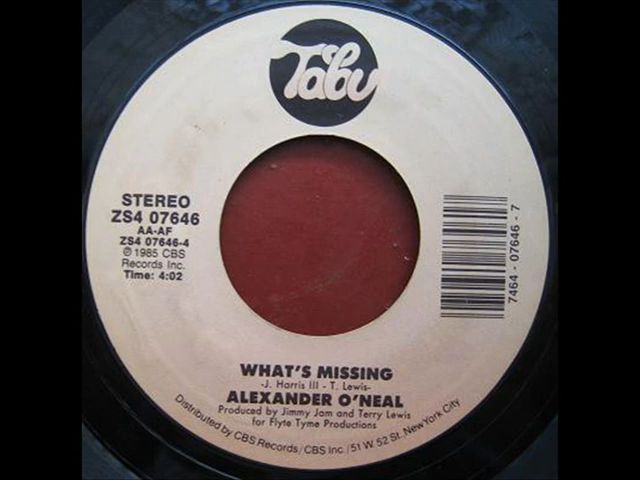 Tabu
STEREO
ZS4 07646
AA-AF
ZS4 07646-4
℗ 1985 CBS
Records Inc.
Time: 4:02
7464 - 07646 - 7
WHAT'S MISSING
-J. Harris III - T. Lewis-
ALEXANDER O'NEAL
Produced by Jimmy Jam and Terry Lewis
for Flyte Tyme Productions
Distributed by CBS Records/CBS Inc./51 W 52 St. New York City